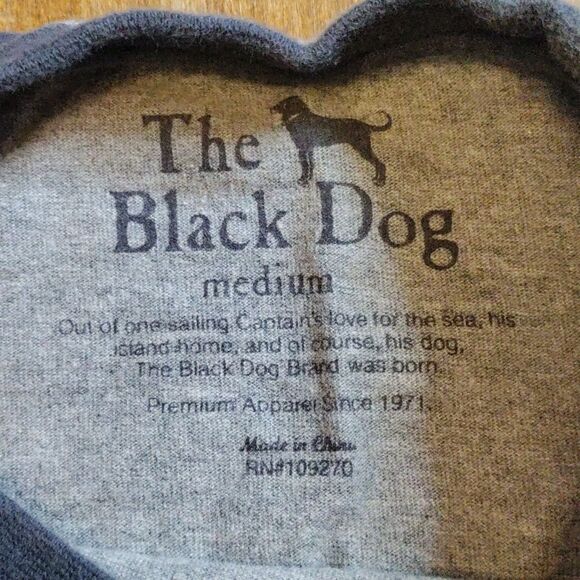 The
Black Dog
medium
Out of one sailing Captain's love for the sea, his
island home, and of course, his dog,
The Black Dog Brand was born.
Premium Apparel Since 1971.
Made in China
RN#109270